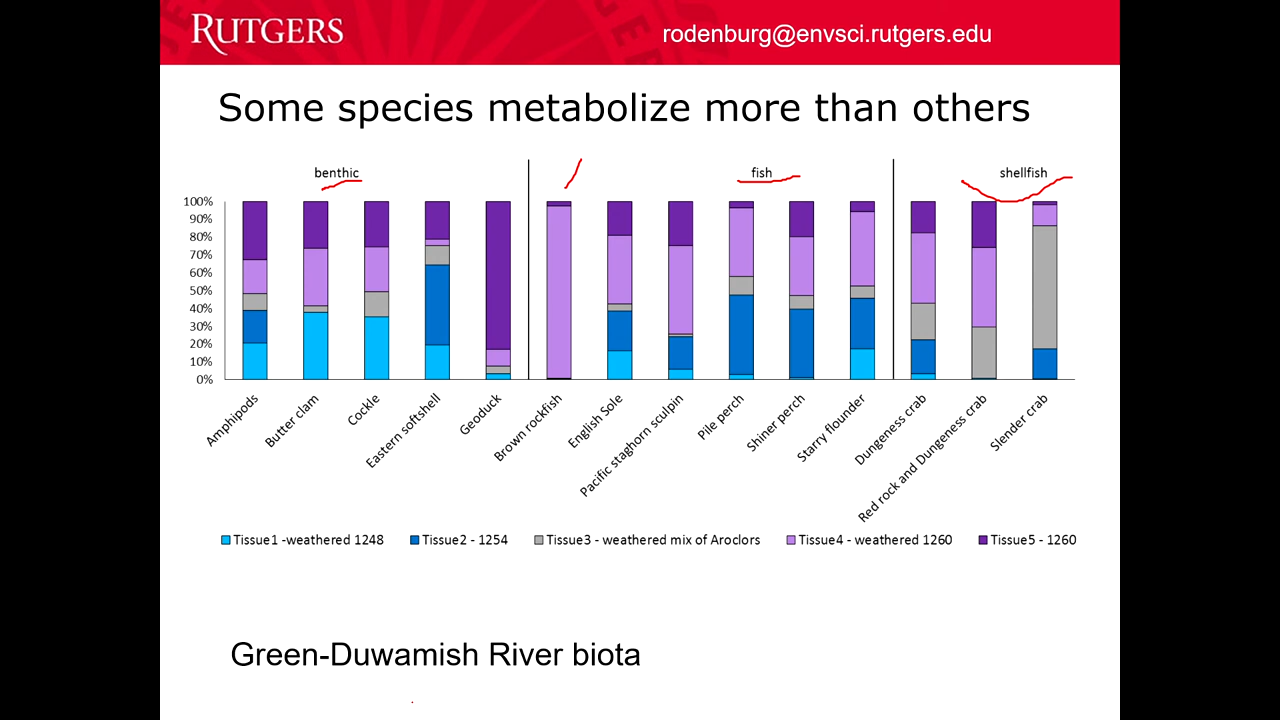 RUTGERS
rodenburg@envsci.rutgers.edu
Some species metabolize more than others
benthic
fish
shellfish
100%
90%
80%
70%
60%
50%
40%
30%
20%
10%
0%
Amphipods
Butter clam
Cockle
Eastern softshell
Geoduck
Brown rockfish
English Sole
Pacific staghorn sculpin
Pile perch
Shiner perch
Starry flounder
Dungeness crab
Red rock and Dungeness crab
Slender crab
Tissue1 -weathered 1248
Tissue2 - 1254
Tissue3 - weathered mix of Aroclors
Tissue4 - weathered 1260
Tissue5 - 1260
Green-Duwamish River biota